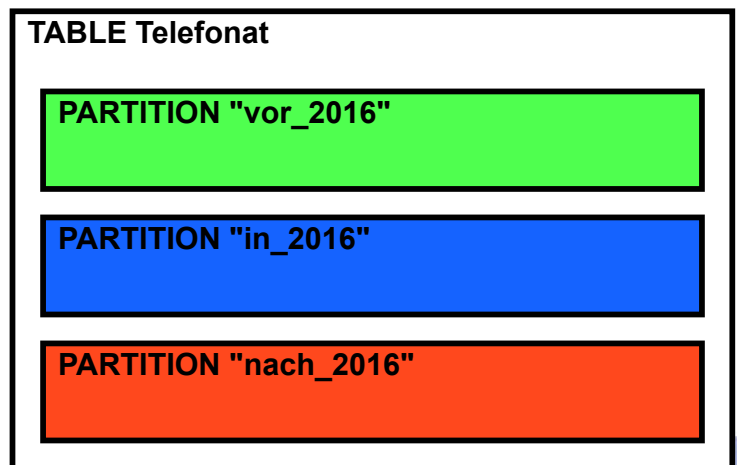 TABLE Telefonat
PARTITION "vor_2016"
PARTITION "in_2016"
PARTITION "nach_2016"